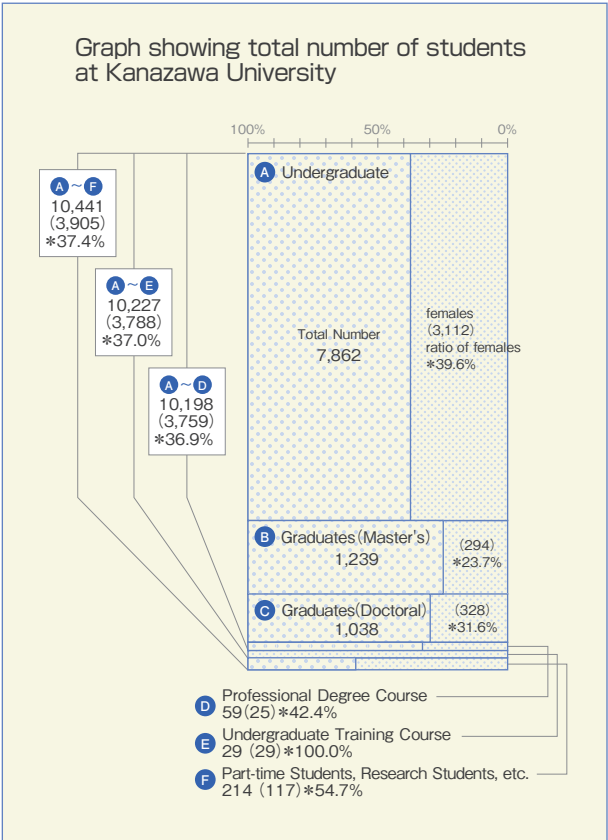 Graph showing total number of students
at Kanazawa University
100% 50% 0%
A Undergraduate
A~F
10,441
(3,905)
*37.4%
A~E
10,227
(3,788)
*37.0%
A~D
10,198
(3,759)
*36.9%
Total Number
7,862
females
(3,112)
ratio of females
*39.6%
B Graduates(Master's)
1,239
(294)
*23.7%
C Graduates(Doctoral)
1,038
(328)
*31.6%
D Professional Degree Course
59(25)*42.4%
E Undergraduate Training Course
29 (29)*100.0%
F Part-time Students, Research Students, etc.
214 (117)*54.7%